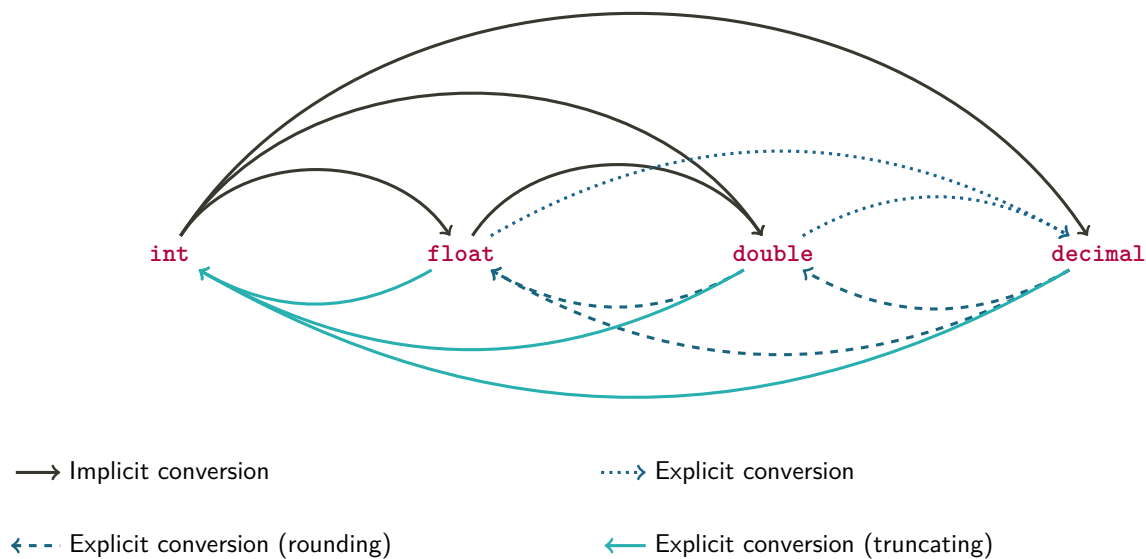 int float double decimal
Implicit conversion Explicit conversion
Explicit conversion (rounding) Explicit conversion (truncating)